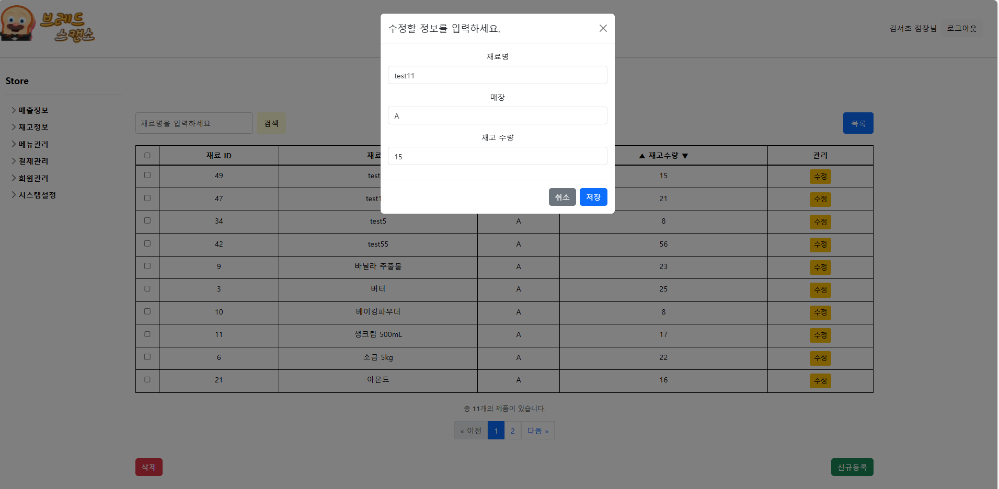 브레드
스캔소
김서초 점장님 로그아웃
수정할 정보를 입력하세요.
재료명
test11
매장
A
재고 수량
15
취소 저장
Store
매출정보
재고정보
메뉴관리
결제관리
회원관리
시스템설정
재료명을 입력하세요 검색 목록
재료 ID 재료 ▲ 재고수량 ▼ 관리
49 test 15 수정
47 test1 21 수정
34 test5 A 8 수정
42 test55 A 56 수정
9 바닐라 추출물 A 23 수정
3 버터 A 25 수정
10 베이킹파우더 A 8 수정
11 생크림 500mL A 17 수정
6 소금 5kg A 22 수정
21 아몬드 A 16 수정
총 11개의 제품이 있습니다.
« 이전 1 2 다음 »
삭제 신규등록